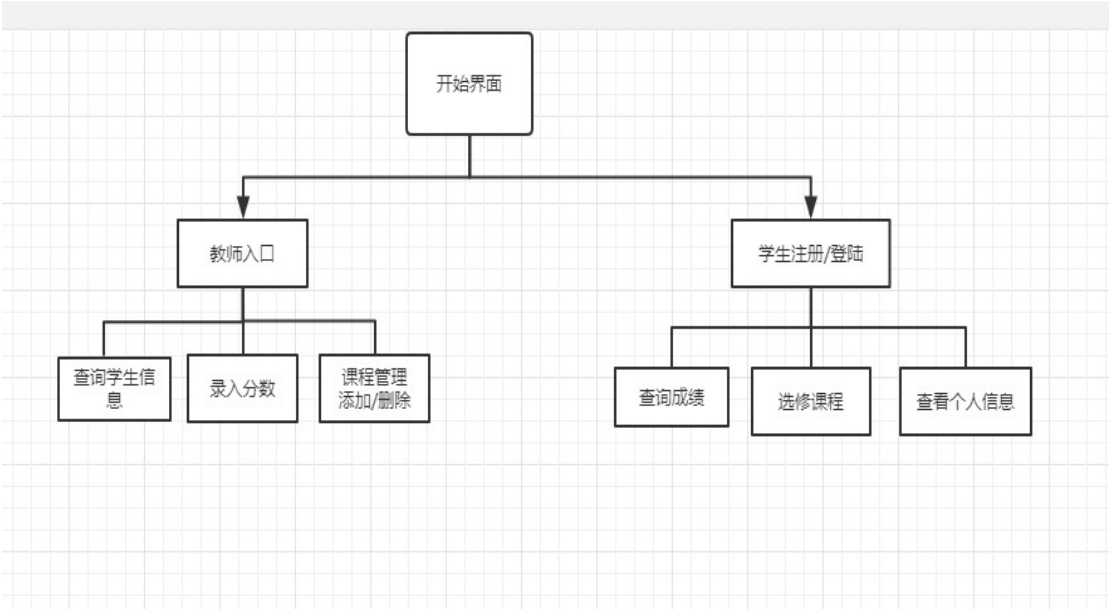 开始界面
教师入口
学生注册/登陆
查询学生信
息
录入分数
课程管理
添加/删除
查询成绩
选修课程
查看个人信息